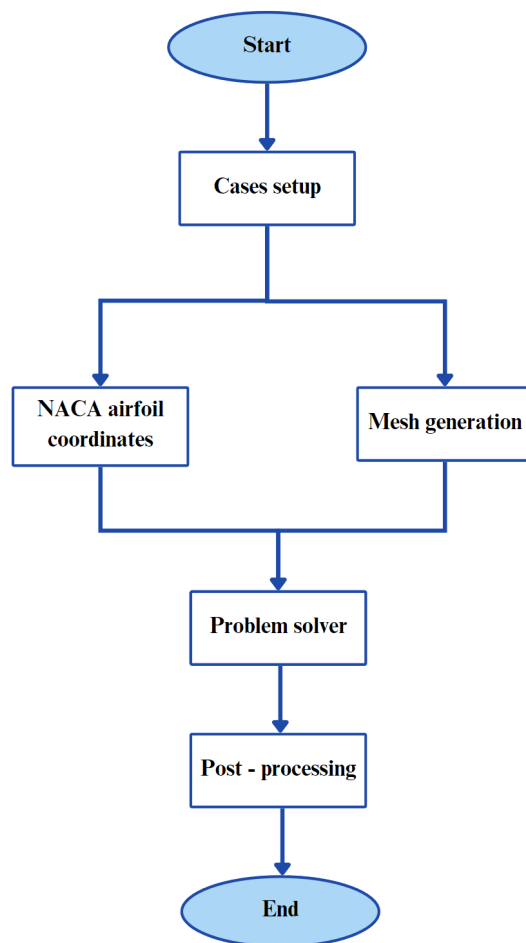 Start
Cases setup
NACA airfoil
coordinates
Mesh generation
Problem solver
Post - processing
End